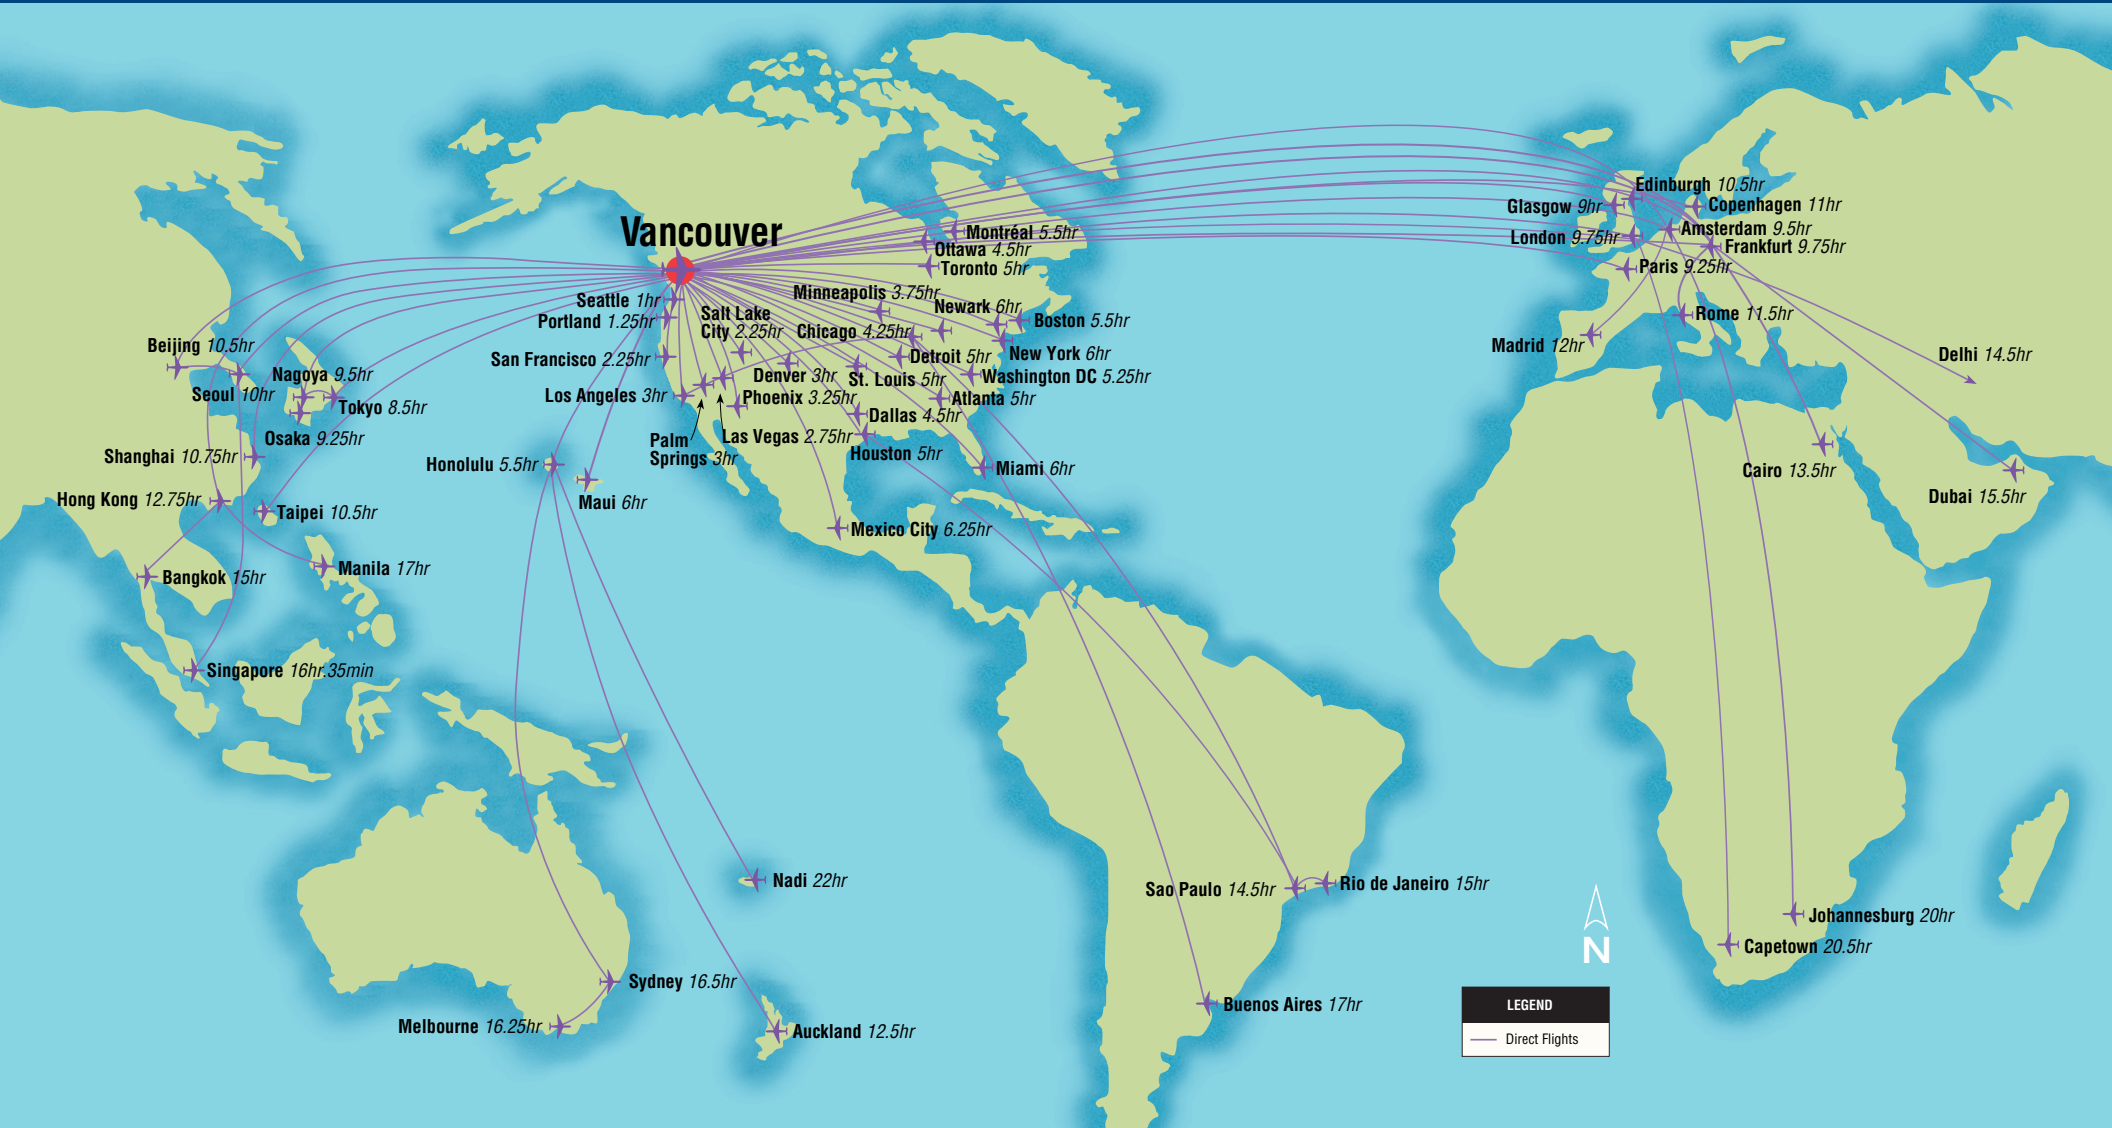 Vancouver
Edinburgh 10.5hr
Glasgow 9hr
Copenhagen 11hr
Montréal 5.5hr
Amsterdam 9.5hr
London 9.75hr
Ottawa 4.5hr
Frankfurt 9.75hr
Toronto 5hr
Paris 9.25hr
Minneapolis 3.75hr
Seattle 1hr
Newark 6hr
Salt Lake
City 2.25hr
Rome 11.5hr
Portland 1.25hr
Boston 5.5hr
Chicago 4.25hr
Beijing 10.5hr
Madrid 12hr
New York 6hr
Delhi 14.5hr
Detroit 5hr
San Francisco 2.25hr
Nagoya 9.5hr
Denver 3hr
St. Louis 5hr
Washington DC 5.25hr
Seoul 10hr
Los Angeles 3hr
Phoenix 3.25hr
Atlanta 5hr
Tokyo 8.5hr
Dallas 4.5hr
Osaka 9.25hr
Palm
Springs 3hr
Las Vegas 2.75hr
Houston 5hr
Shanghai 10.75hr
Honolulu 5.5hr
Miami 6hr
Cairo 13.5hr
Hong Kong 12.75hr
Maui 6hr
Dubai 15.5hr
Taipei 10.5hr
Mexico City 6.25hr
Manila 17hr
Bangkok 15hr
Singapore 16hr.35min
Nadi 22hr
Sao Paulo 14.5hr
Rio de Janeiro 15hr
Johannesburg 20hr
N
Capetown 20.5hr
Sydney 16.5hr
Buenos Aires 17hr
LEGEND
Melbourne 16.25hr
Auckland 12.5hr
Direct Flights